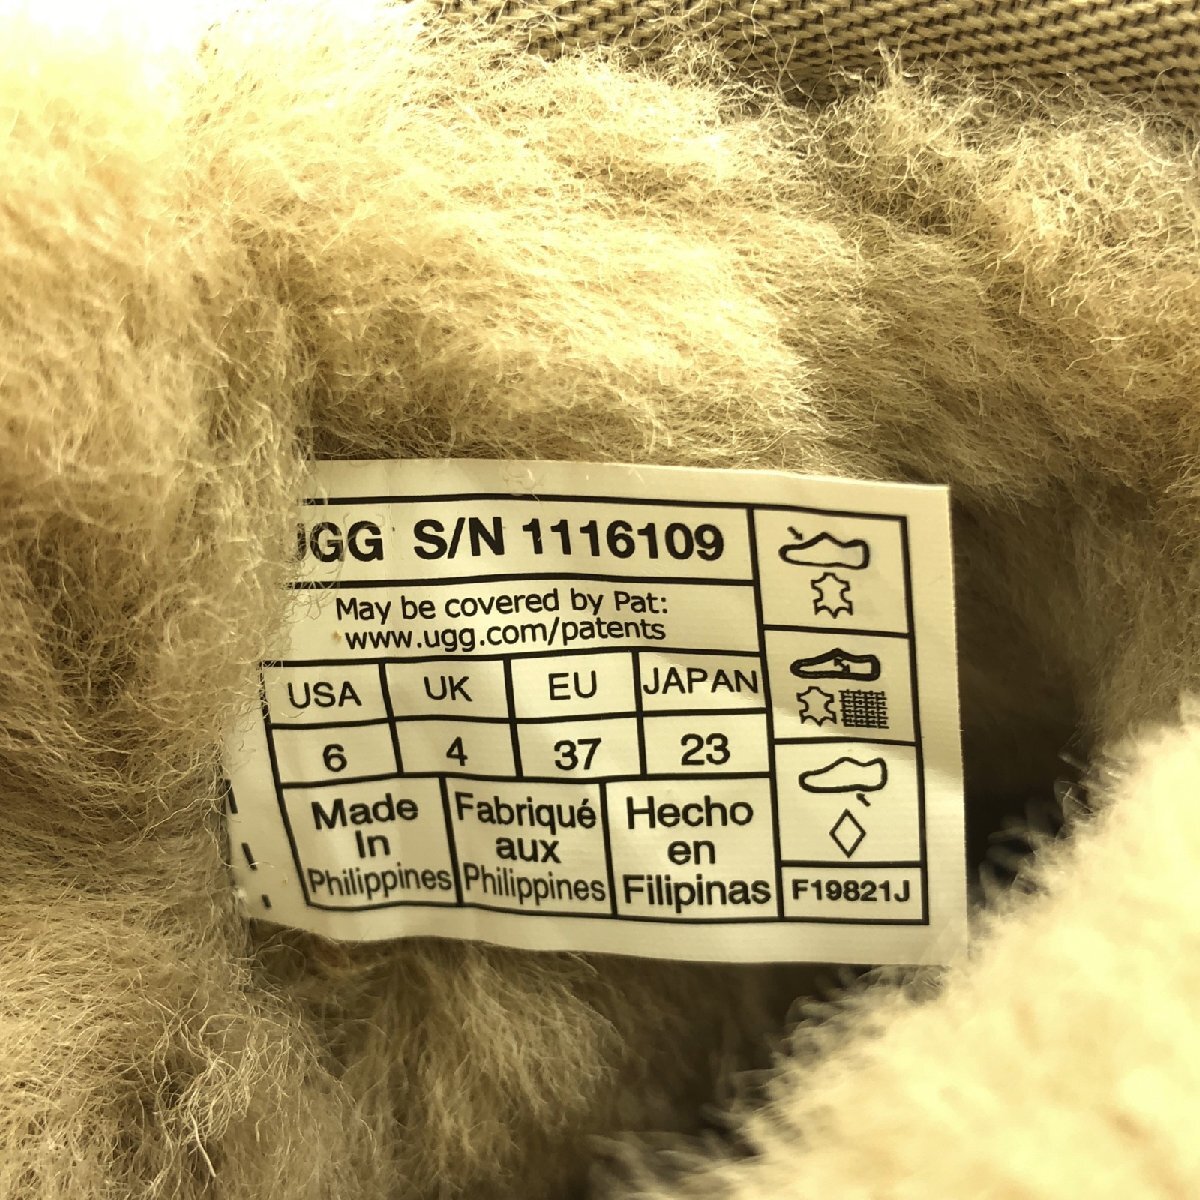 UGG S/N 1116109
May be covered by Pat:
www.ugg.com/patents
USA UK EU JAPAN
6 4 37 23
Made
In
Philippines
Fabriqué
aux
Philippines
Hecho
en
Filipinas
F19821J